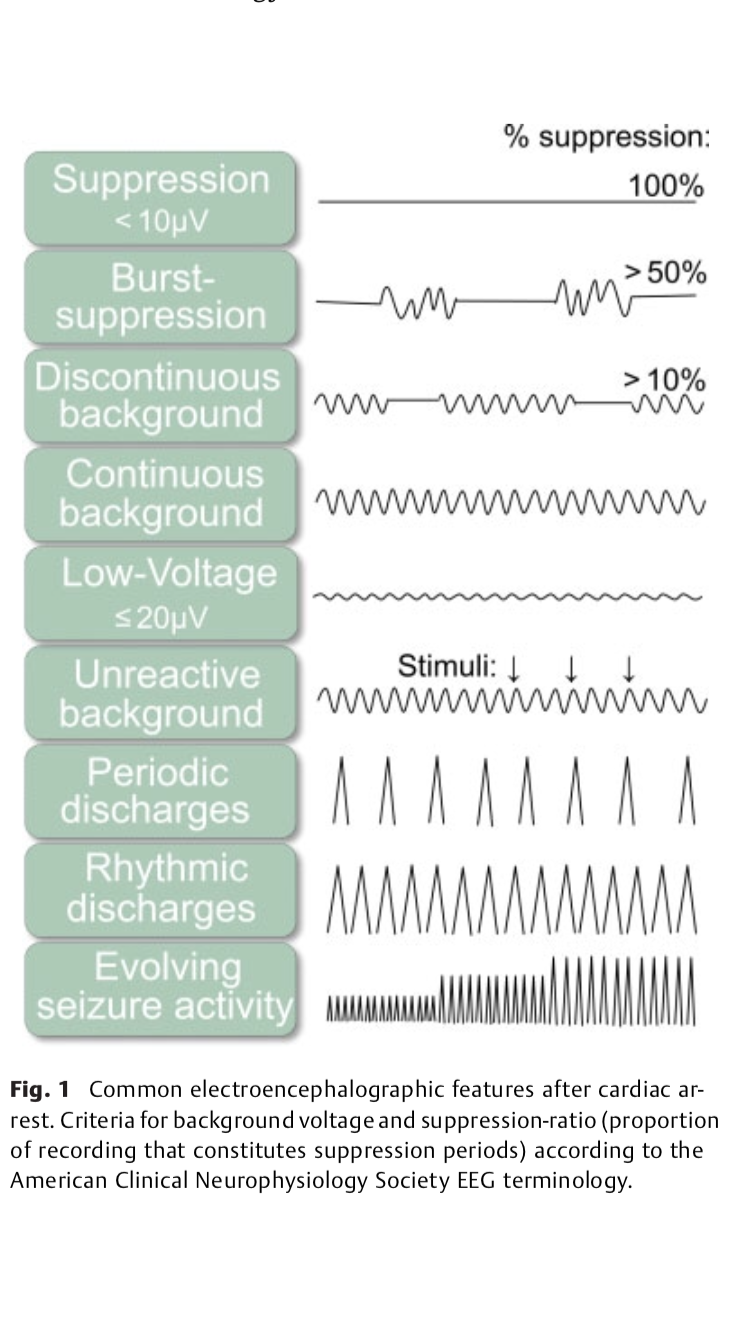 % suppression:
Suppression
< 10µV
100%
Burst-
suppression
> 50%
Discontinuous
background
> 10%
Continuous
background
Low-Voltage
≤ 20µV
Unreactive
background
Stimuli: ↓ ↓ ↓
Periodic
discharges
Rhythmic
discharges
Evolving
seizure activity
Fig. 1 Common electroencephalographic features after cardiac ar-
rest. Criteria for background voltage and suppression-ratio (proportion
of recording that constitutes suppression periods) according to the
American Clinical Neurophysiology Society EEG terminology.